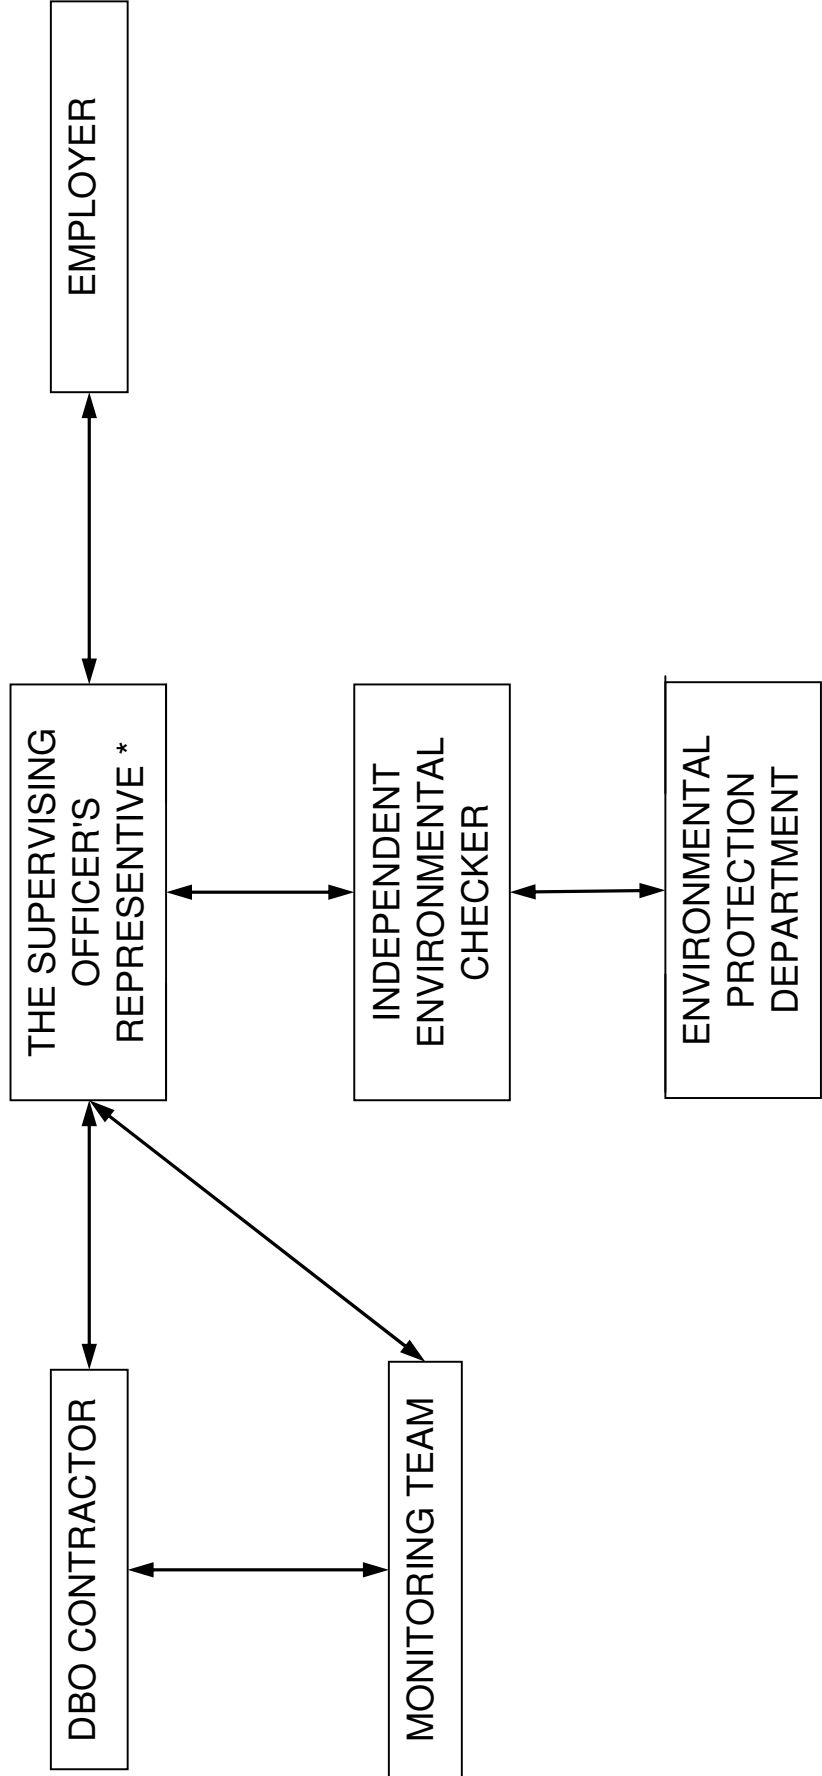 DBO CONTRACTOR
THE SUPERVISING
OFFICER'S
REPRESENTIVE *
EMPLOYER
MONITORING TEAM
INDEPENDENT
ENVIRONMENTAL
CHECKER
ENVIRONMENTAL
PROTECTION
DEPARTMENT